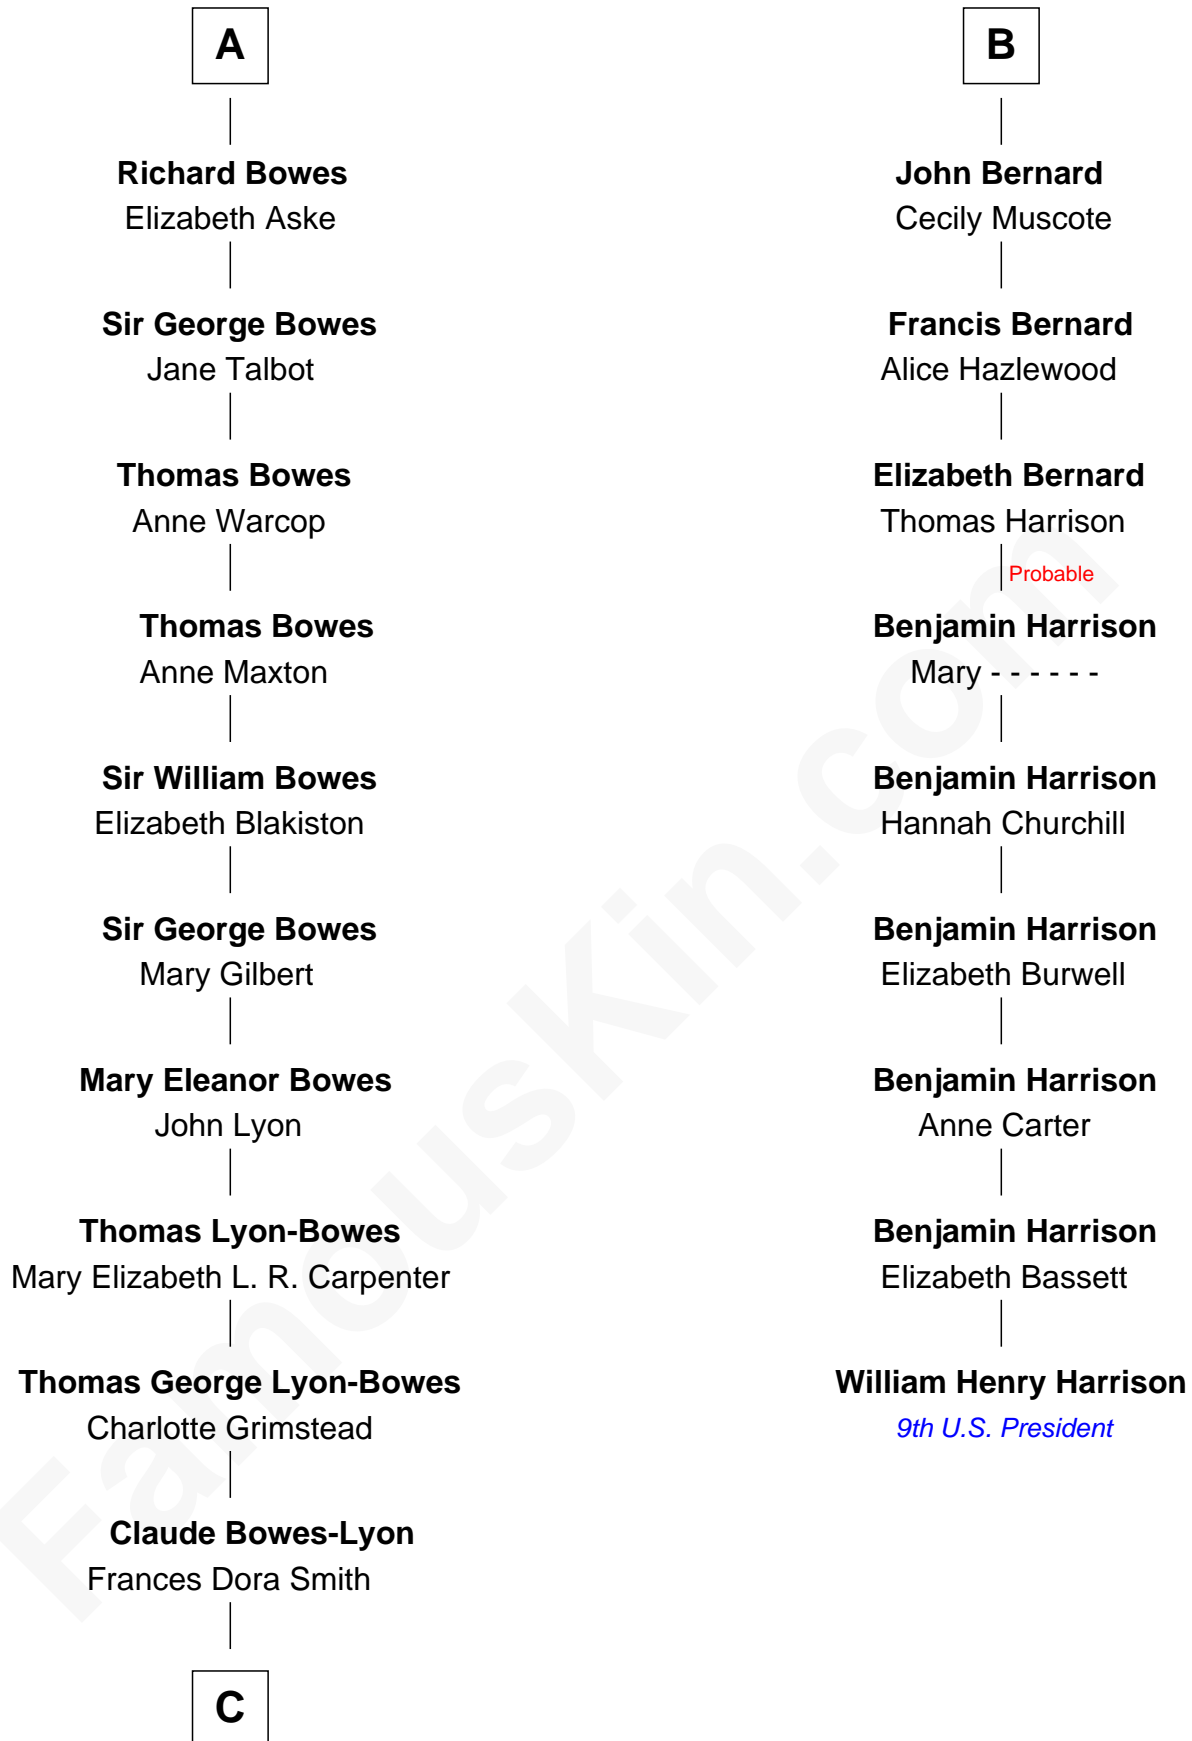 A
Richard Bowes
Elizabeth Aske
Sir George Bowes
Jane Talbot
Thomas Bowes
Anne Warcop
Thomas Bowes
Anne Maxton
Sir William Bowes
Elizabeth Blakiston
Sir George Bowes
Mary Gilbert
Mary Eleanor Bowes
John Lyon
Thomas Lyon-Bowes
Mary Elizabeth L. R. Carpenter
Thomas George Lyon-Bowes
Charlotte Grimstead
Claude Bowes-Lyon
Frances Dora Smith
C
B
John Bernard
Cecily Muscote
Francis Bernard
Alice Hazlewood
Elizabeth Bernard
Thomas Harrison
Probable
Benjamin Harrison
Mary - - - - - -
Benjamin Harrison
Hannah Churchill
Benjamin Harrison
Elizabeth Burwell
Benjamin Harrison
Anne Carter
Benjamin Harrison
Elizabeth Bassett
William Henry Harrison
9th U.S. President
FamousKin.com